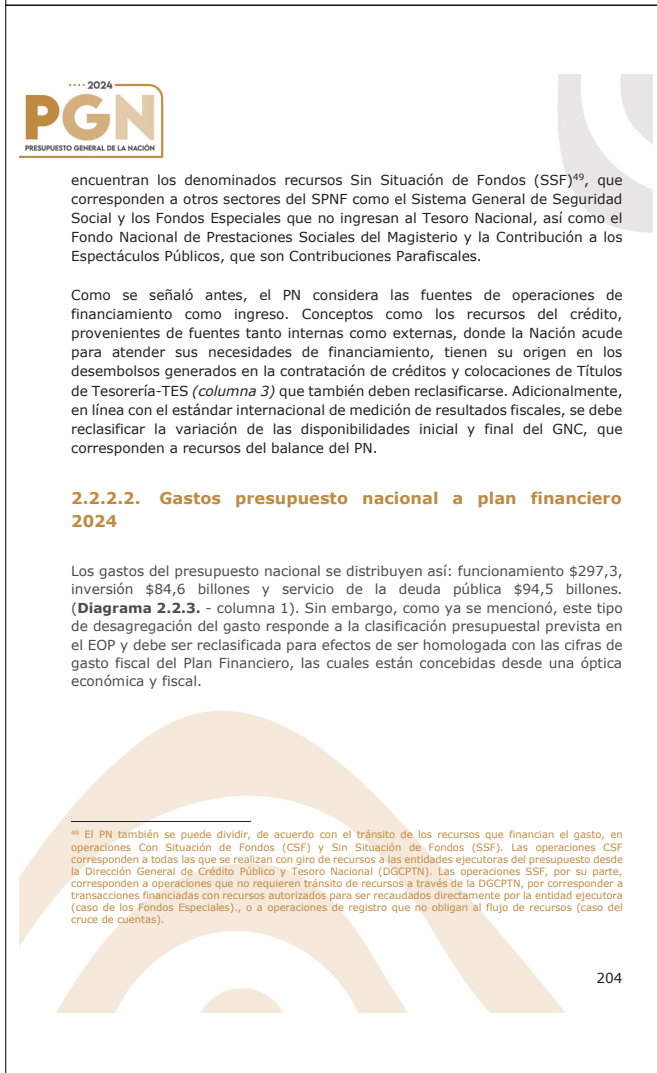 2024
PGN
PRESUPUESTO GENERAL DE LA NACIÓN
encuentran los denominados recursos Sin Situación de Fondos (SSF)⁴⁹, que
corresponden a otros sectores del SPNF como el Sistema General de Seguridad
Social y los Fondos Especiales que no ingresan al Tesoro Nacional, así como el
Fondo Nacional de Prestaciones Sociales del Magisterio y la Contribución a los
Espectáculos Públicos, que son Contribuciones Parafiscales.
Como se señaló antes, el PN considera las fuentes de operaciones de
financiamiento como ingreso. Conceptos como los recursos del crédito,
provenientes de fuentes tanto internas como externas, donde la Nación acude
para atender sus necesidades de financiamiento, tienen su origen en los
desembolsos generados en la contratación de créditos y colocaciones de Títulos
de Tesorería-TES (columna 3) que también deben reclasificarse. Adicionalmente,
en línea con el estándar internacional de medición de resultados fiscales, se debe
reclasificar la variación de las disponibilidades inicial y final del GNC, que
corresponden a recursos del balance del PN.
2.2.2.2. Gastos presupuesto nacional a plan financiero
2024
Los gastos del presupuesto nacional se distribuyen así: funcionamiento $297,3,
inversión $84,6 billones y servicio de la deuda pública $94,5 billones.
(Diagrama 2.2.3. - columna 1). Sin embargo, como ya se mencionó, este tipo
de desagregación del gasto responde a la clasificación presupuestal prevista en
el EOP y debe ser reclasificada para efectos de ser homologada con las cifras de
gasto fiscal del Plan Financiero, las cuales están concebidas desde una óptica
económica y fiscal.
⁴⁹ El PN también se puede dividir, de acuerdo con el tránsito de los recursos que financian el gasto, en
operaciones Con Situación de Fondos (CSF) y Sin Situación de Fondos (SSF). Las operaciones CSF
corresponden a todas las que se realizan con giro de recursos a las entidades ejecutoras del presupuesto desde
la Dirección General de Crédito Público y Tesoro Nacional (DGCPTN). Las operaciones SSF, por su parte,
corresponden a operaciones que no requieren tránsito de recursos a través de la DGCPTN, por corresponder a
transacciones financiadas con recursos autorizados para ser recaudados directamente por la entidad ejecutora
(caso de los Fondos Especiales)., o a operaciones de registro que no obligan al flujo de recursos (caso del
cruce de cuentas).
204